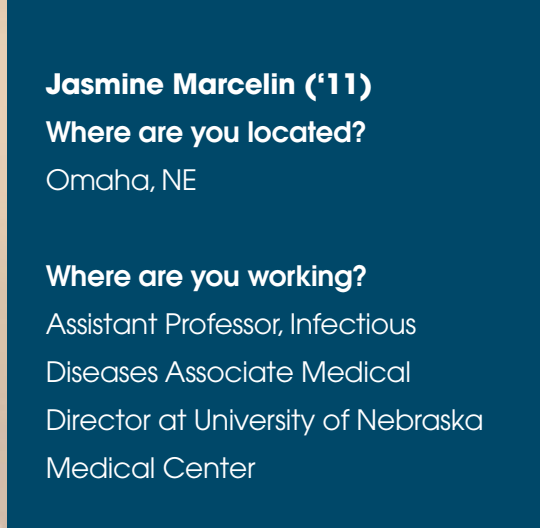 Jasmine Marcelin (‘11)
Where are you located?
Omaha, NE
Where are you working?
Assistant Professor, Infectious
Diseases Associate Medical
Director at University of Nebraska
Medical Center